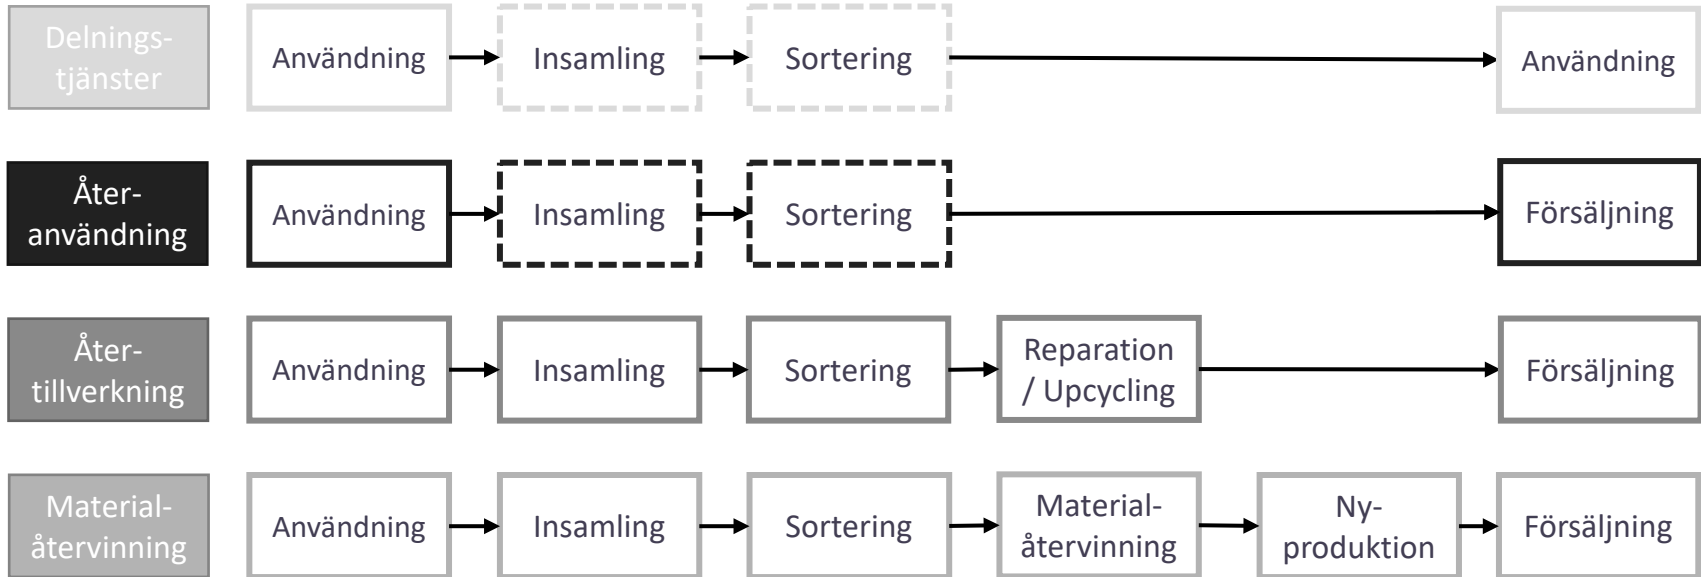 Delnings-
tjänster
Användning
Insamling
Sortering
Användning
Åter-
användning
Användning
Insamling
Sortering
Försäljning
Åter-
tillverkning
Användning
Insamling
Sortering
Reparation
/ Upcycling
Försäljning
Material-
återvinning
Användning
Insamling
Sortering
Material-
återvinning
Ny-
produktion
Försäljning